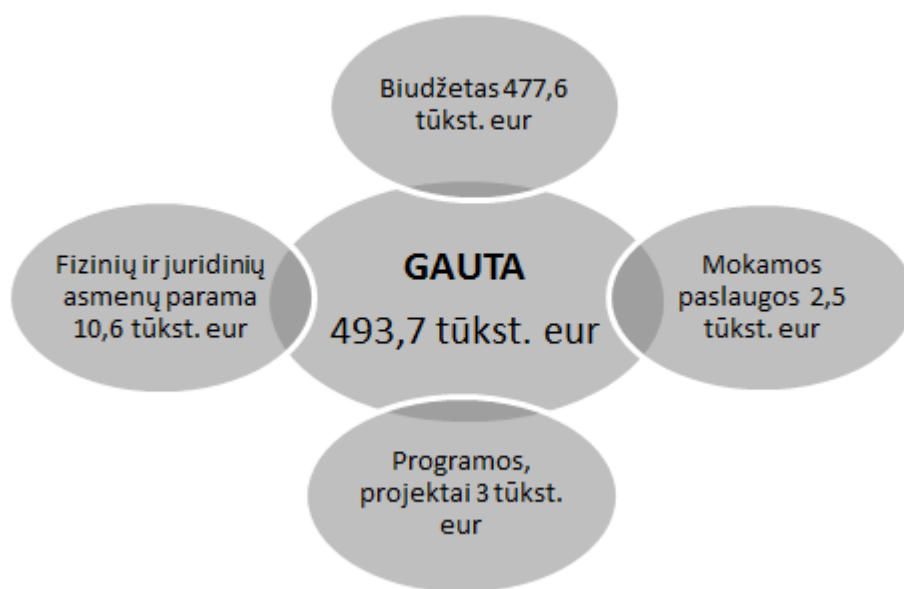 Biudžetas 477,6
tūkst. eur
Fizinių ir juridinių
asmenų parama
10,6 tūkst. eur
GAUTA
493,7 tūkst. eur
Mokamos
paslaugos 2,5
tūkst. eur
Programos,
projektai 3 tūkst.
eur